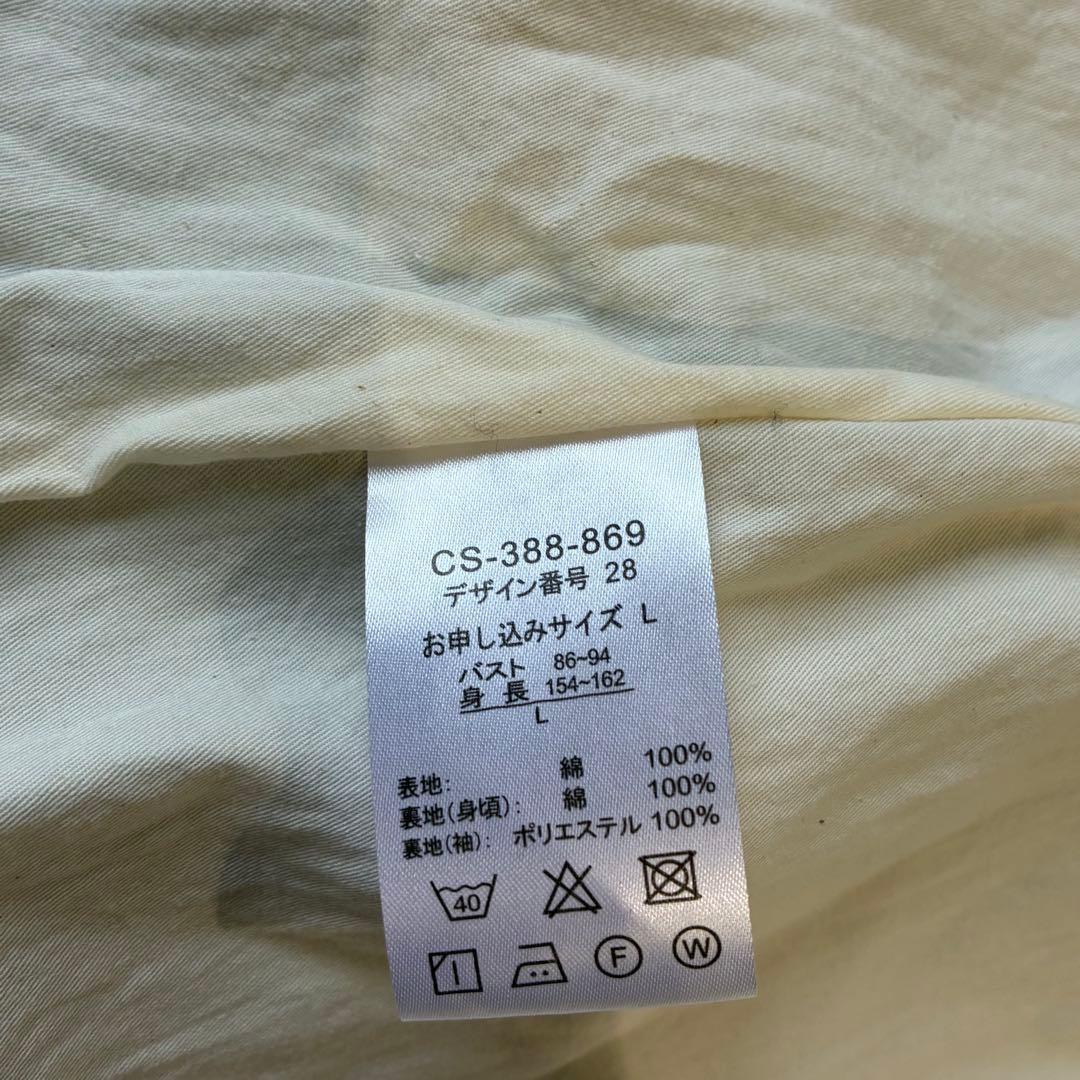 CS-388-869
デザイン番号 28
お申し込みサイズ L
バスト 86~94
身 長 154~162
L
表地: 綿 100%
裏地(身頃): 綿 100%
裏地(袖): ポリエステル 100%
40
F W